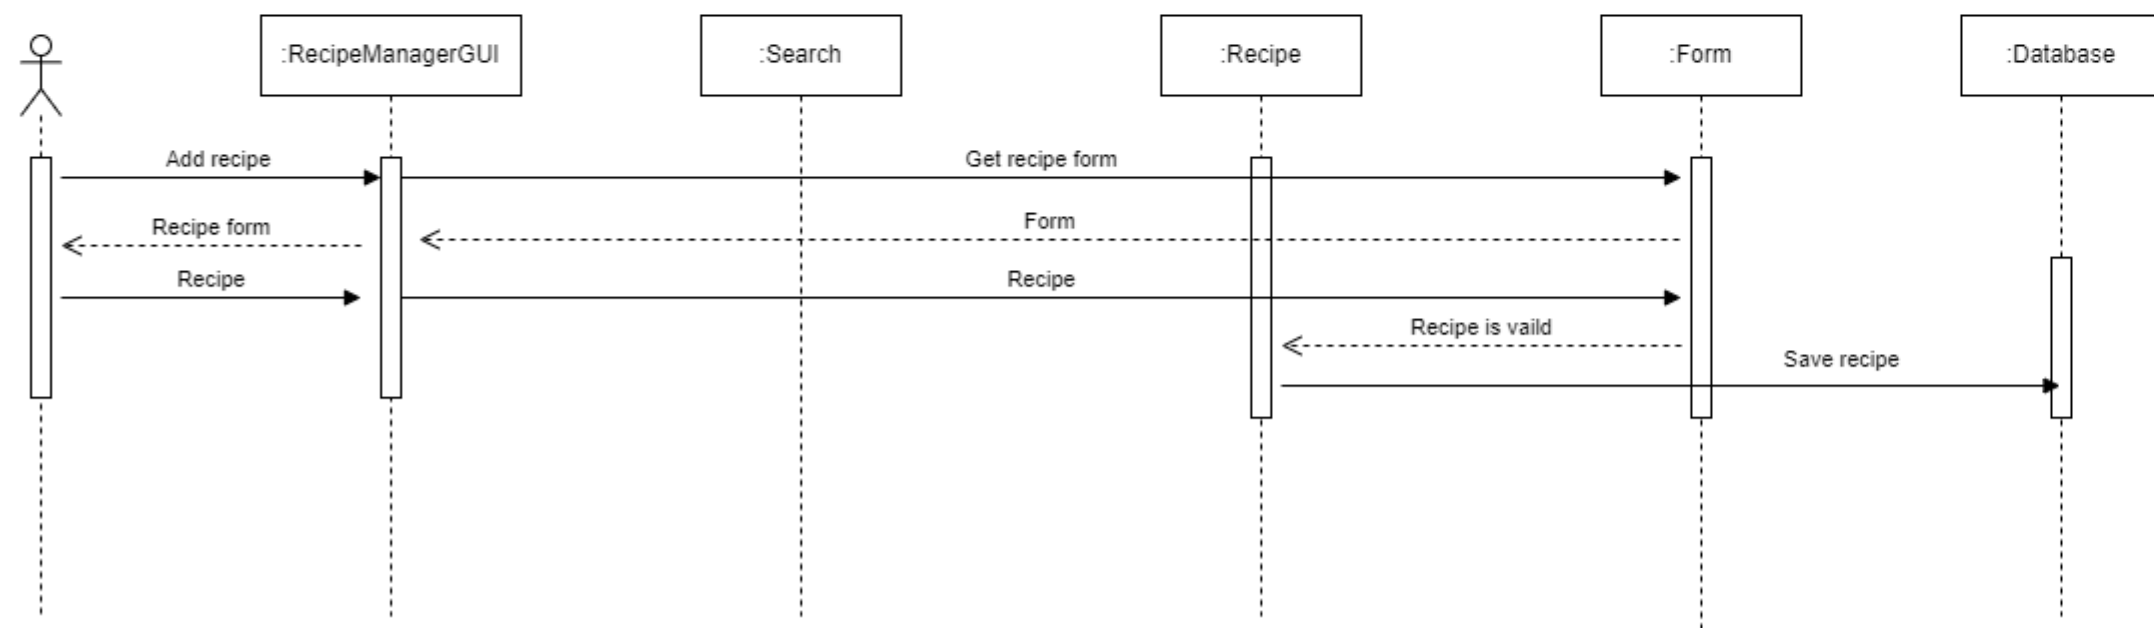 :RecipeManagerGUI
:Search
:Recipe
:Form
:Database
Add recipe
Get recipe form
Recipe form
Form
Recipe
Recipe
Recipe is vaild
Save recipe